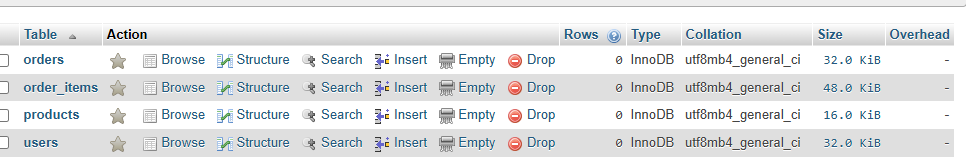 Table Action Rows Type Collation Size Overhead
orders Browse Structure Search Insert Empty Drop 0 InnoDB utf8mb4_general_ci 32.0 KiB -
order_items Browse Structure Search Insert Empty Drop 0 InnoDB utf8mb4_general_ci 48.0 KiB -
products Browse Structure Search Insert Empty Drop 0 InnoDB utf8mb4_general_ci 16.0 KiB -
users Browse Structure Search Insert Empty Drop 0 InnoDB utf8mb4_general_ci 32.0 KiB -